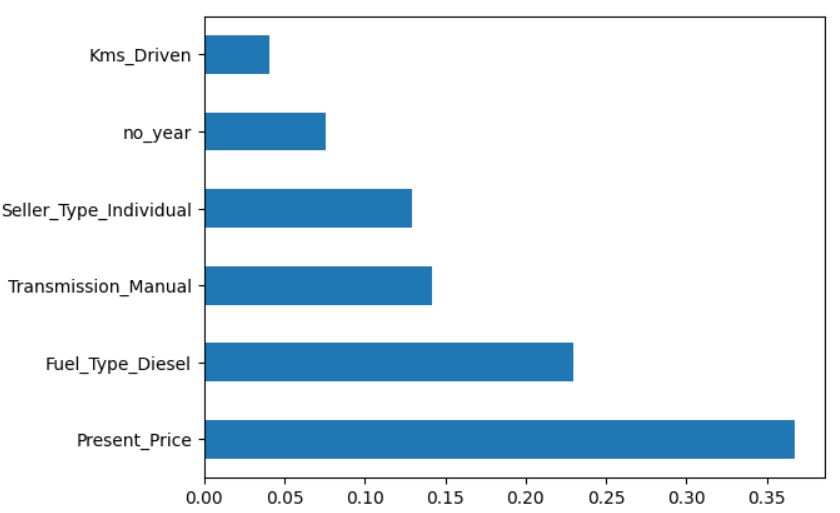 Kms_Driven
no_year
Seller_Type_Individual
Transmission_Manual
Fuel_Type_Diesel
Present_Price
0.00 0.05 0.10 0.15 0.20 0.25 0.30 0.35